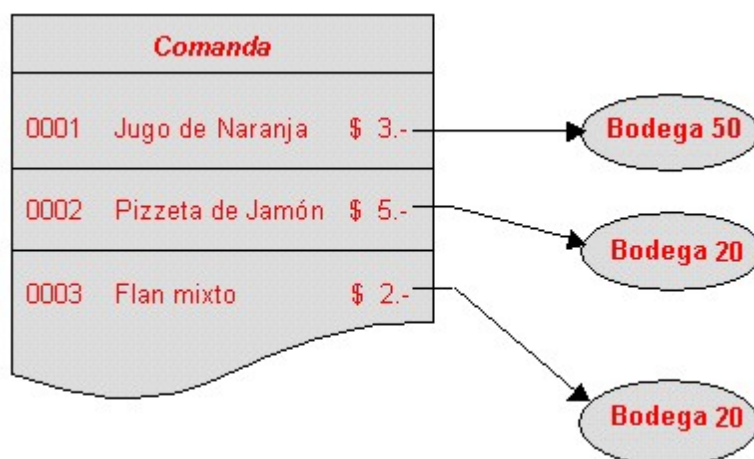 Comanda
0001 Jugo de Naranja $ 3.-
Bodega 50
0002 Pizzeta de Jamón $ 5.-
Bodega 20
0003 Flan mixto $ 2.-
Bodega 20